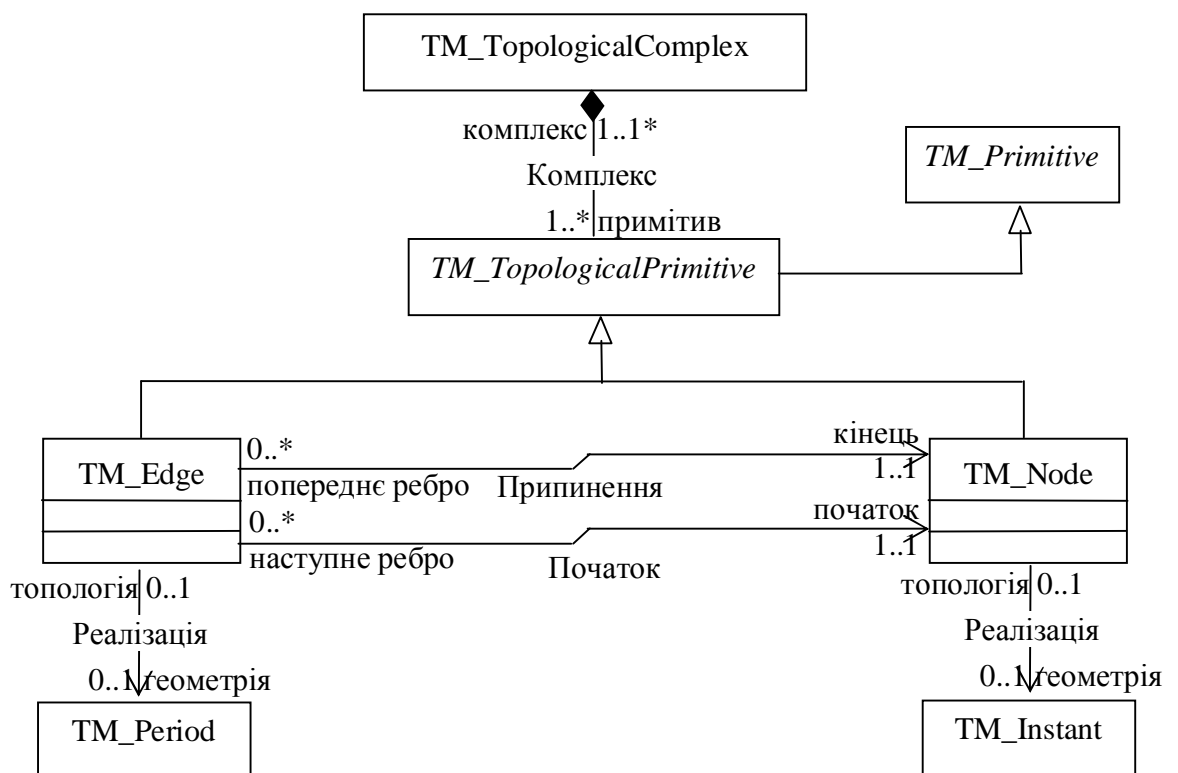 TM_TopologicalComplex
комплекс 1..1*
TM_Primitive
Комплекс
1..* примітив
TM_TopologicalPrimitive
0..* кінець
TM_Edge попереднє ребро Припинення 1..1 TM_Node
0..* початок
наступне ребро Початок 1..1
топологія 0..1 топологія 0..1
Реалізація Реалізація
0..1 геометрія 0..1 геометрія
TM_Period TM_Instant